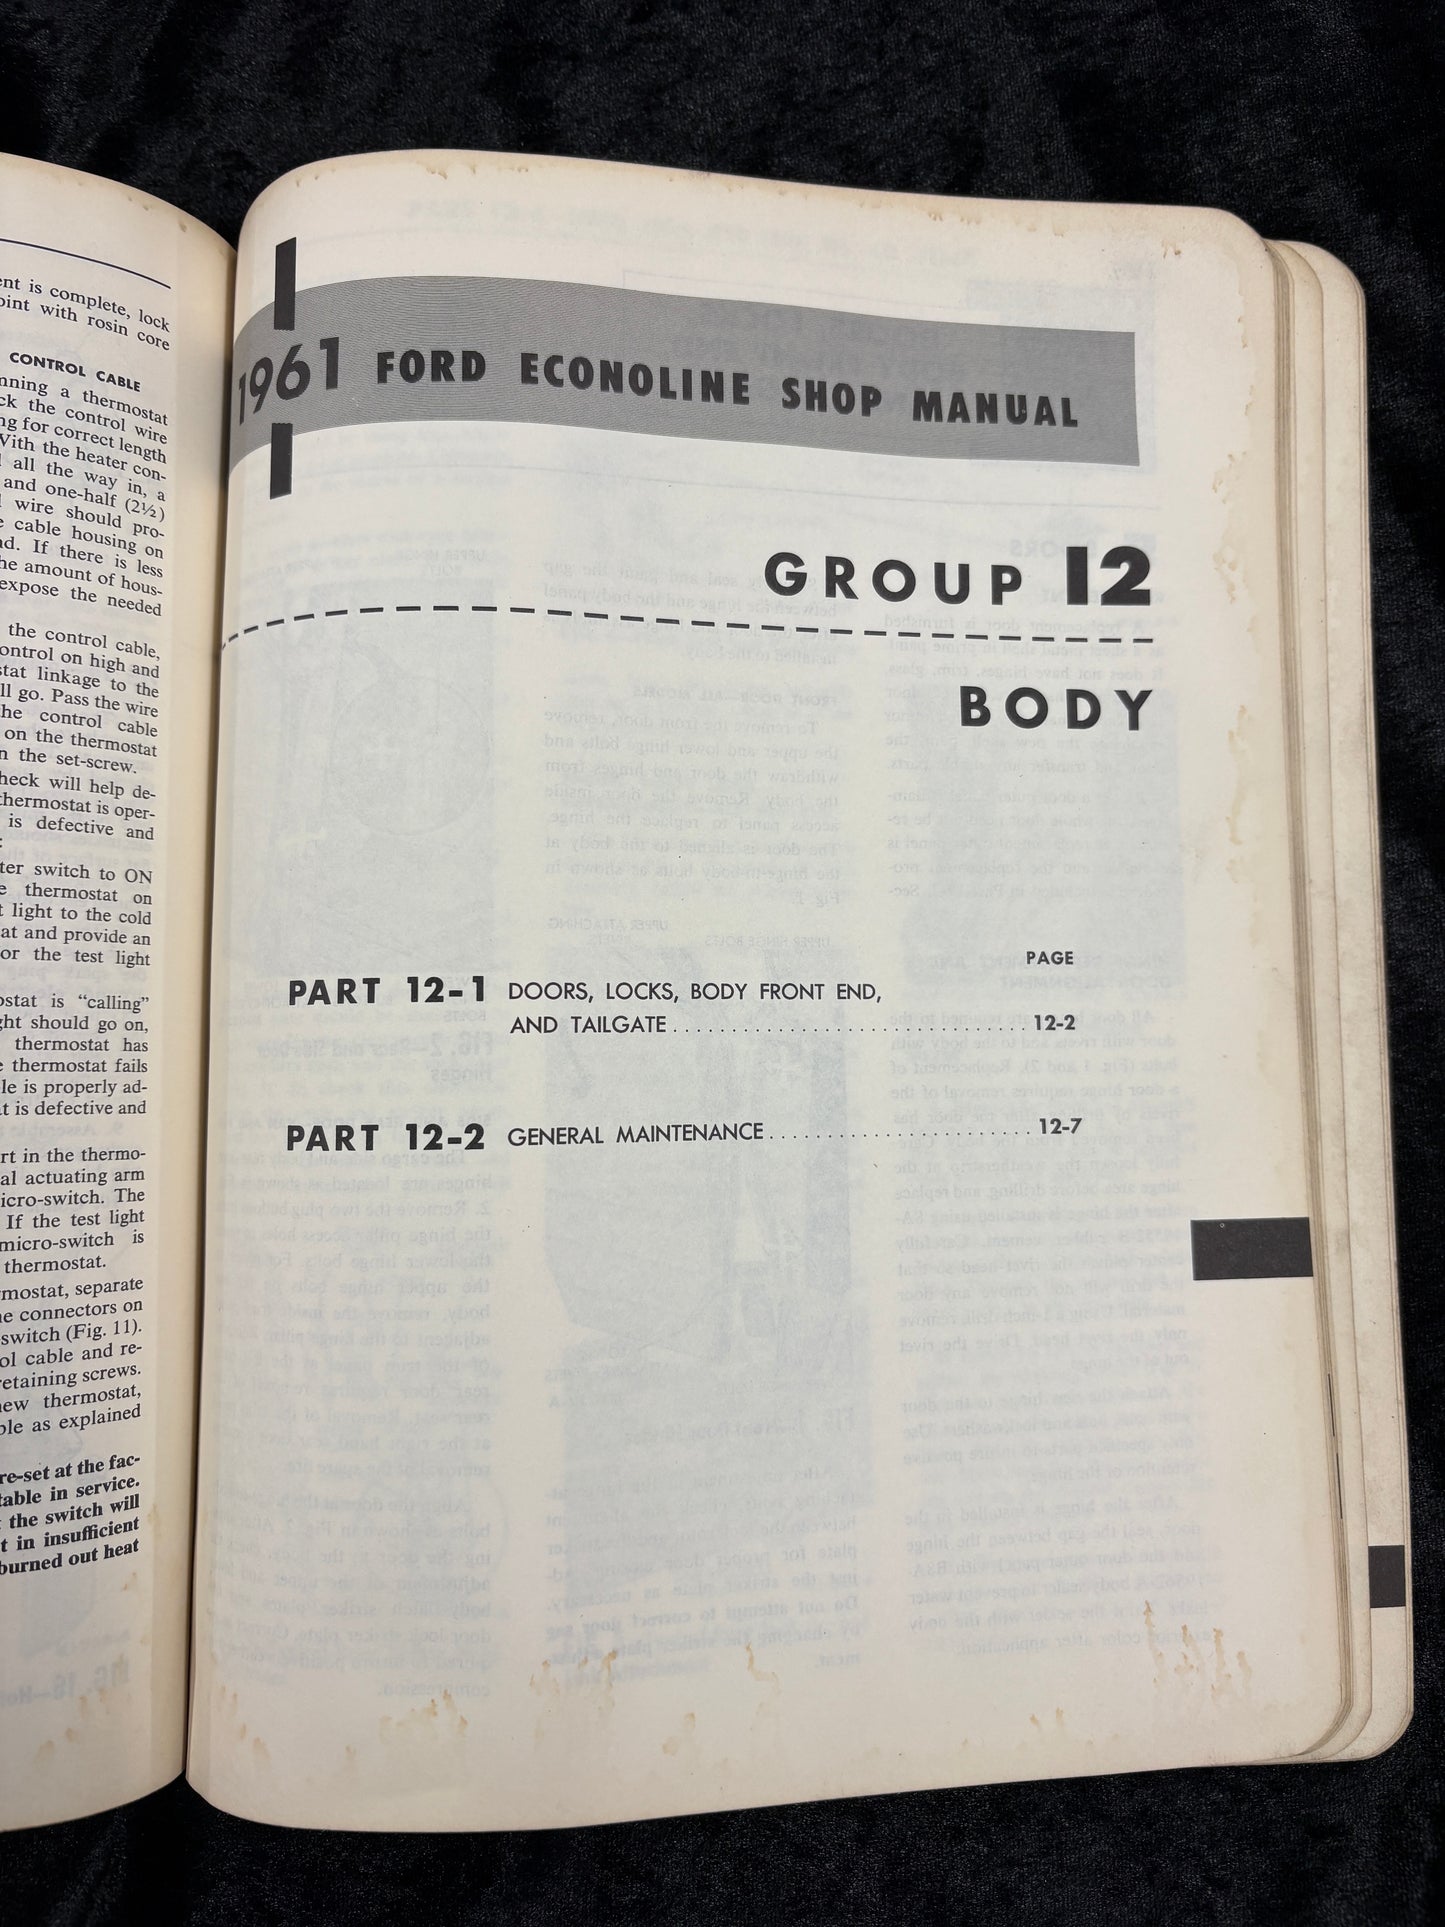 ent is complete, lock
oint with rosin core
CONTROL CABLE
nning a thermostat
ck the control wire
ng for correct length
With the heater con-
all the way in, a
and one-half (2½)
wire should pro-
e cable housing on
nd. If there is less
he amount of hous-
expose the needed
the control cable,
ontrol on high and
stat linkage to the
ll go. Pass the wire
he control cable
on the thermostat
n the set-screw.
heck will help de-
thermostat is oper-
is defective and
:
ter switch to ON
e thermostat on
t light to the cold
at and provide an
or the test light
ostat is “calling”
ght should go on,
thermostat has
e thermostat fails
le is properly ad-
t is defective and
rt in the thermo-
al actuating arm
icro-switch. The
If the test light
micro-switch is
thermostat.
rmostat, separate
he connectors on
switch (Fig. 11).
ol cable and re-
retaining screws.
new thermostat,
ble as explained
re-set at the fac-
table in service.
the switch will
t in insufficient
burned out heat
1961 FORD ECONOLINE SHOP MANUAL
GROUP 12
BODY
PAGE
PART 12-1 DOORS, LOCKS, BODY FRONT END,
AND TAILGATE.............................. 12-2
PART 12-2 GENERAL MAINTENANCE....................... 12-7